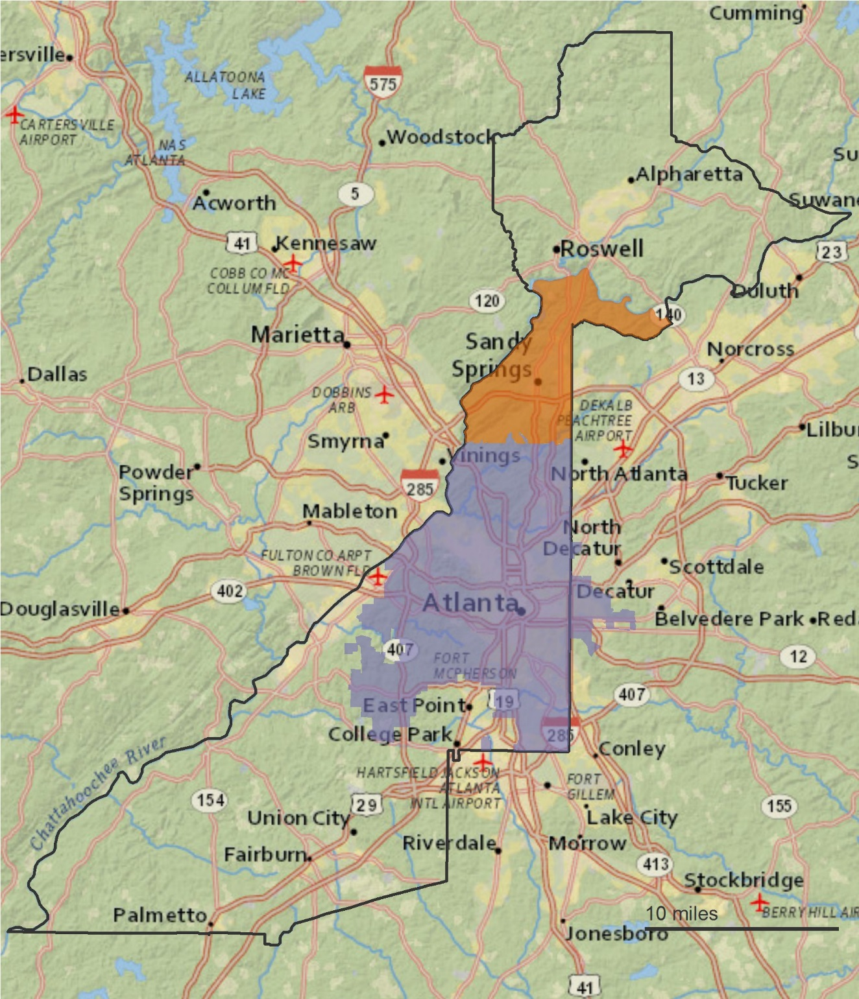 Cumming
ersville
ALLATOONA
LAKE
575
CARTERSVILLE
AIRPORT
NAS
ATLANTA
Woodstock
Su
Alpharetta
5
Acworth
Suwane
41
Kennesaw
Roswell
23
COBB CO MC
COLLUM FLD
Duluth
120
140
Marietta
Sandy
Springs
Norcross
Dallas
13
DOBBINS
ARB
DEKALB
PEACHTREE
AIRPORT
Lilbu
Smyrna
Vinings
S
Powder
Springs
285
North Atlanta
Tucker
Mableton
North
Decatur
FULTON CO ARPT
BROWN FLD
Scottdale
402
Decatur
Douglasville
Atlanta
Belvedere Park
Red
407
FORT
MCPHERSON
12
East Point
19
407
College Park
285
Conley
Chattahoochee River
HARTSFIELD JACKSON
ATLANTA
INTL AIRPORT
FORT
GILLEM
154
29
155
Union City
Lake City
Fairburn
Riverdale
Morrow
413
Stockbridge
Palmetto
10 miles
BERRY HILL AIR
Jonesboro
41